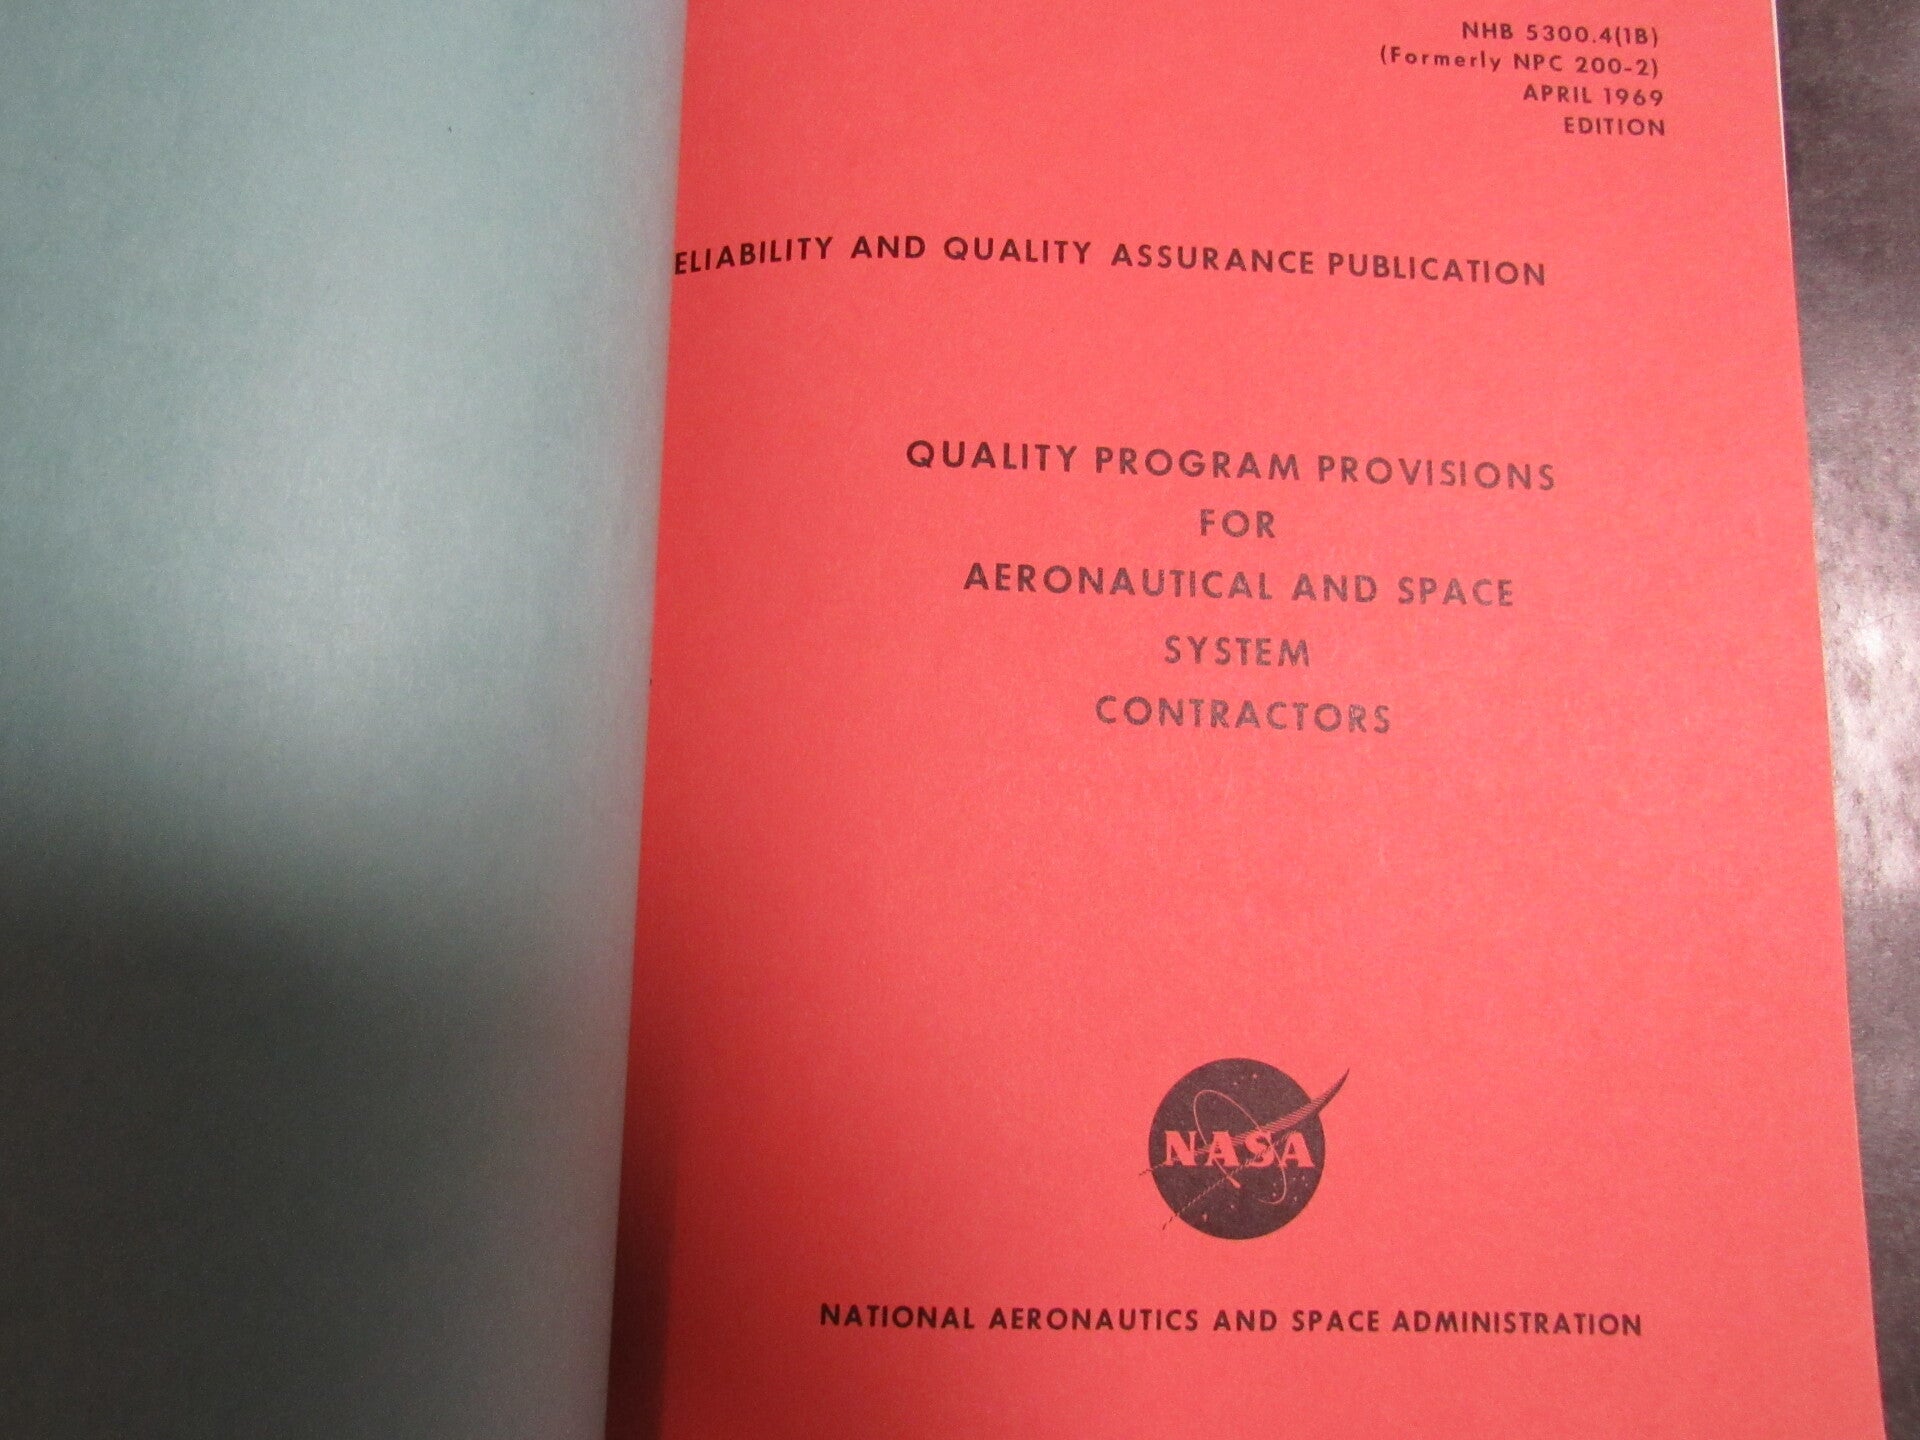 NHB 5300.4(1B)
(Formerly NPC 200-2)
APRIL 1969
EDITION
ELIABILITY AND QUALITY ASSURANCE PUBLICATION
QUALITY PROGRAM PROVISIONS
FOR
AERONAUTICAL AND SPACE
SYSTEM
CONTRACTORS
NASA
NATIONAL AERONAUTICS AND SPACE ADMINISTRATION